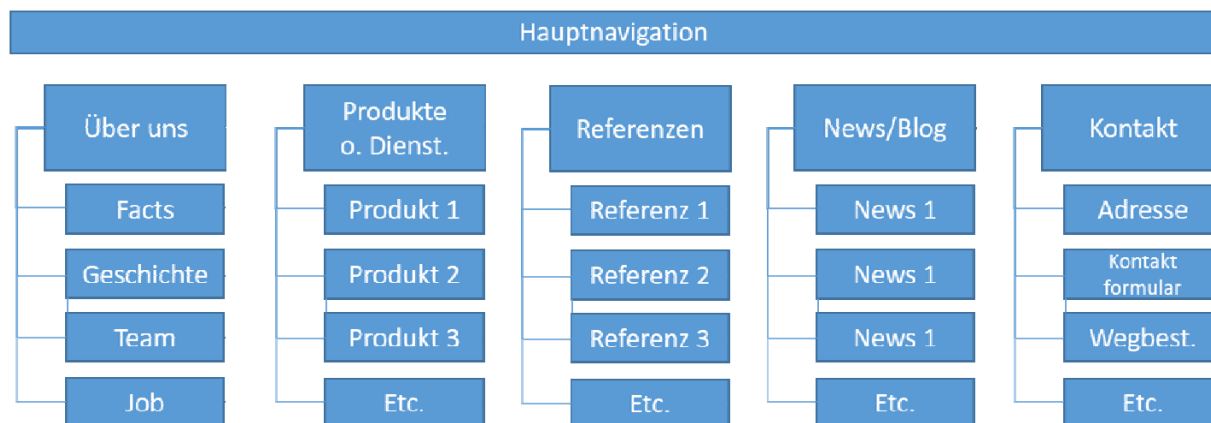 Hauptnavigation
Über uns
Facts
Geschichte
Team
Job
Produkte
o. Dienst.
Produkt 1
Produkt 2
Produkt 3
Etc.
Referenzen
Referenz 1
Referenz 2
Referenz 3
Etc.
News/Blog
News 1
News 1
News 1
Etc.
Kontakt
Adresse
Kontakt
formular
Wegbest.
Etc.